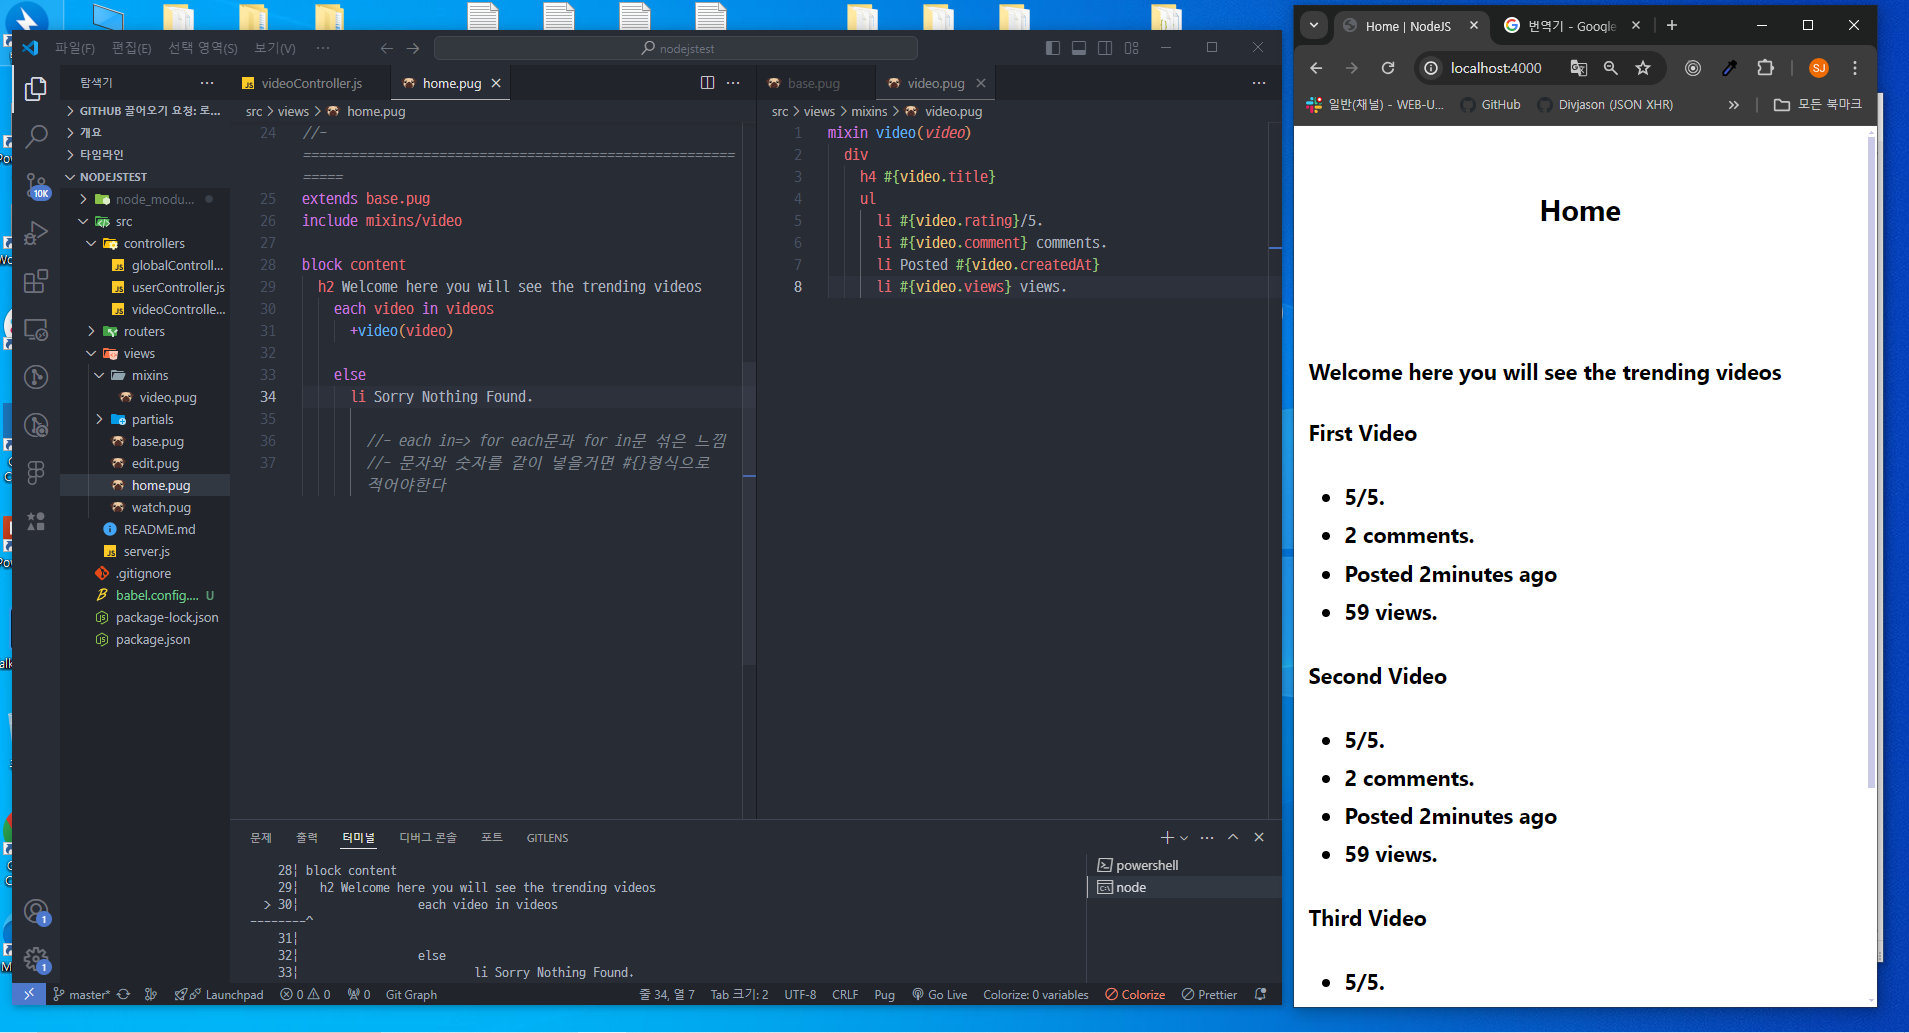 파일(F) 편집(E) 선택 영역(S) 보기(V) ···
nodejstest
탐색기 ···
GITHUB 끌어오기 요청: 로...
개요
타임라인
NODEJSTEST
node_modu...
src
controllers
globalControll...
userController.js
videoControlle...
routers
views
mixins
video.pug
partials
base.pug
edit.pug
home.pug
watch.pug
README.md
server.js
.gitignore
babel.config.... U
package-lock.json
package.json
10K
1
1
videoController.js
home.pug
src > views > home.pug
24 //-
======================================================
=====
25 extends base.pug
26 include mixins/video
27
28 block content
29 h2 Welcome here you will see the trending videos
30 each video in videos
31 +video(video)
32
33 else
34 li Sorry Nothing Found.
35
36 //- each in=> for each문과 for in문 섞은 느낌
37 //- 문자와 숫자를 같이 넣을거면 #{}형식으로
적어야한다
base.pug
video.pug
src > views > mixins > video.pug
1 mixin video(video)
2 div
3 h4 #{video.title}
4 ul
5 li #{video.rating}/5.
6 li #{video.comment} comments.
7 li Posted #{video.createdAt}
8 li #{video.views} views.
문제 출력 터미널 디버그 콘솔 포트 GITLENS
28| block content
29| h2 Welcome here you will see the trending videos
> 30| each video in videos
--------^
31|
32| else
33| li Sorry Nothing Found.
powershell
node
master* Launchpad 0 0 0 Git Graph
줄 34, 열 7 Tab 크기: 2 UTF-8 CRLF Pug Go Live Colorize: 0 variables Colorize Prettier
Home | NodeJS
번역기 - Google
localhost:4000
SJ
일반(채널) - WEB-U... GitHub Divjason (JSON XHR) » 모든 북마크
Home
Welcome here you will see the trending videos
First Video
• 5/5.
• 2 comments.
• Posted 2minutes ago
• 59 views.
Second Video
• 5/5.
• 2 comments.
• Posted 2minutes ago
• 59 views.
Third Video
• 5/5.